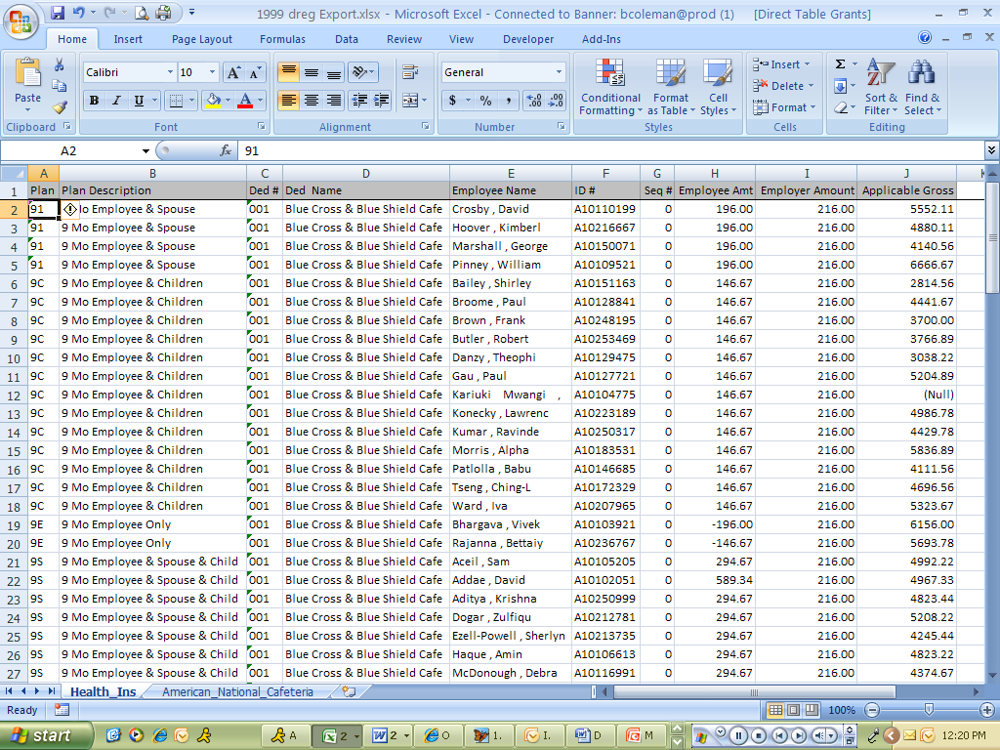 1999 dreg Export.xlsx - Microsoft Excel - Connected to Banner: bcoleman@prod (1) [Direct Table Grants]
Home Insert Page Layout Formulas Data Review View Developer Add-Ins
Paste Calibri 10 A A General Conditional Formatting Format as Table Cell Styles Insert Delete Format Σ Sort & Filter Find & Select
B I U A $ % , .00 .00
Clipboard Font Alignment Number Styles Cells Editing
A2 fx 91
A B C D E F G H I J K
1 Plan Plan Description Ded # Ded Name Employee Name ID # Seq # Employee Amt Employer Amount Applicable Gross
2 91 Mo Employee & Spouse 001 Blue Cross & Blue Shield Cafe Crosby , David A10110199 0 196.00 216.00 5552.11
3 91 9 Mo Employee & Spouse 001 Blue Cross & Blue Shield Cafe Hoover , Kimberl A10216667 0 196.00 216.00 4880.11
4 91 9 Mo Employee & Spouse 001 Blue Cross & Blue Shield Cafe Marshall , George A10150071 0 196.00 216.00 4140.56
5 91 9 Mo Employee & Spouse 001 Blue Cross & Blue Shield Cafe Pinney , William A10109521 0 196.00 216.00 6666.67
6 9C 9 Mo Employee & Children 001 Blue Cross & Blue Shield Cafe Bailey , Shirley A10151163 0 146.67 216.00 2814.56
7 9C 9 Mo Employee & Children 001 Blue Cross & Blue Shield Cafe Broome , Paul A10128841 0 146.67 216.00 4441.67
8 9C 9 Mo Employee & Children 001 Blue Cross & Blue Shield Cafe Brown , Frank A10248195 0 146.67 216.00 3700.00
9 9C 9 Mo Employee & Children 001 Blue Cross & Blue Shield Cafe Butler , Robert A10253469 0 146.67 216.00 3766.89
10 9C 9 Mo Employee & Children 001 Blue Cross & Blue Shield Cafe Danzy , Theophi A10129475 0 146.67 216.00 3038.22
11 9C 9 Mo Employee & Children 001 Blue Cross & Blue Shield Cafe Gau , Paul A10127721 0 146.67 216.00 5204.89
12 9C 9 Mo Employee & Children 001 Blue Cross & Blue Shield Cafe Kariuki Mwangi , A10104775 0 146.67 216.00 (Null)
13 9C 9 Mo Employee & Children 001 Blue Cross & Blue Shield Cafe Konecky , Lawrenc A10223189 0 146.67 216.00 4986.78
14 9C 9 Mo Employee & Children 001 Blue Cross & Blue Shield Cafe Kumar , Ravinde A10250317 0 146.67 216.00 4429.78
15 9C 9 Mo Employee & Children 001 Blue Cross & Blue Shield Cafe Morris , Alpha A10183531 0 146.67 216.00 5836.89
16 9C 9 Mo Employee & Children 001 Blue Cross & Blue Shield Cafe Patlolla , Babu A10146685 0 146.67 216.00 4111.56
17 9C 9 Mo Employee & Children 001 Blue Cross & Blue Shield Cafe Tseng , Ching-L A10172329 0 146.67 216.00 4696.56
18 9C 9 Mo Employee & Children 001 Blue Cross & Blue Shield Cafe Ward , Iva A10207965 0 146.67 216.00 5323.67
19 9E 9 Mo Employee Only 001 Blue Cross & Blue Shield Cafe Bhargava , Vivek A10103921 0 -196.00 216.00 6156.00
20 9E 9 Mo Employee Only 001 Blue Cross & Blue Shield Cafe Rajanna , Bettaiy A10236767 0 -146.67 216.00 5693.78
21 9S 9 Mo Employee & Spouse & Child 001 Blue Cross & Blue Shield Cafe Aceil , Sam A10105205 0 294.67 216.00 4992.22
22 9S 9 Mo Employee & Spouse & Child 001 Blue Cross & Blue Shield Cafe Addae , David A10102051 0 589.34 216.00 4967.33
23 9S 9 Mo Employee & Spouse & Child 001 Blue Cross & Blue Shield Cafe Aditya , Krishna A10250999 0 294.67 216.00 4823.44
24 9S 9 Mo Employee & Spouse & Child 001 Blue Cross & Blue Shield Cafe Dogar , Zulfiqu A10212781 0 294.67 216.00 5208.22
25 9S 9 Mo Employee & Spouse & Child 001 Blue Cross & Blue Shield Cafe Ezell-Powell , Sherlyn A10213735 0 294.67 216.00 4245.44
26 9S 9 Mo Employee & Spouse & Child 001 Blue Cross & Blue Shield Cafe Haque , Amin A10106613 0 294.67 216.00 4823.22
27 9S 9 Mo Employee & Spouse & Child 001 Blue Cross & Blue Shield Cafe McDonough , Debra A10116991 0 294.67 216.00 4374.67
Health_Ins American_National_Cafeteria
Ready 100%
start A 2 2 O 1. I. D M 12:20 PM